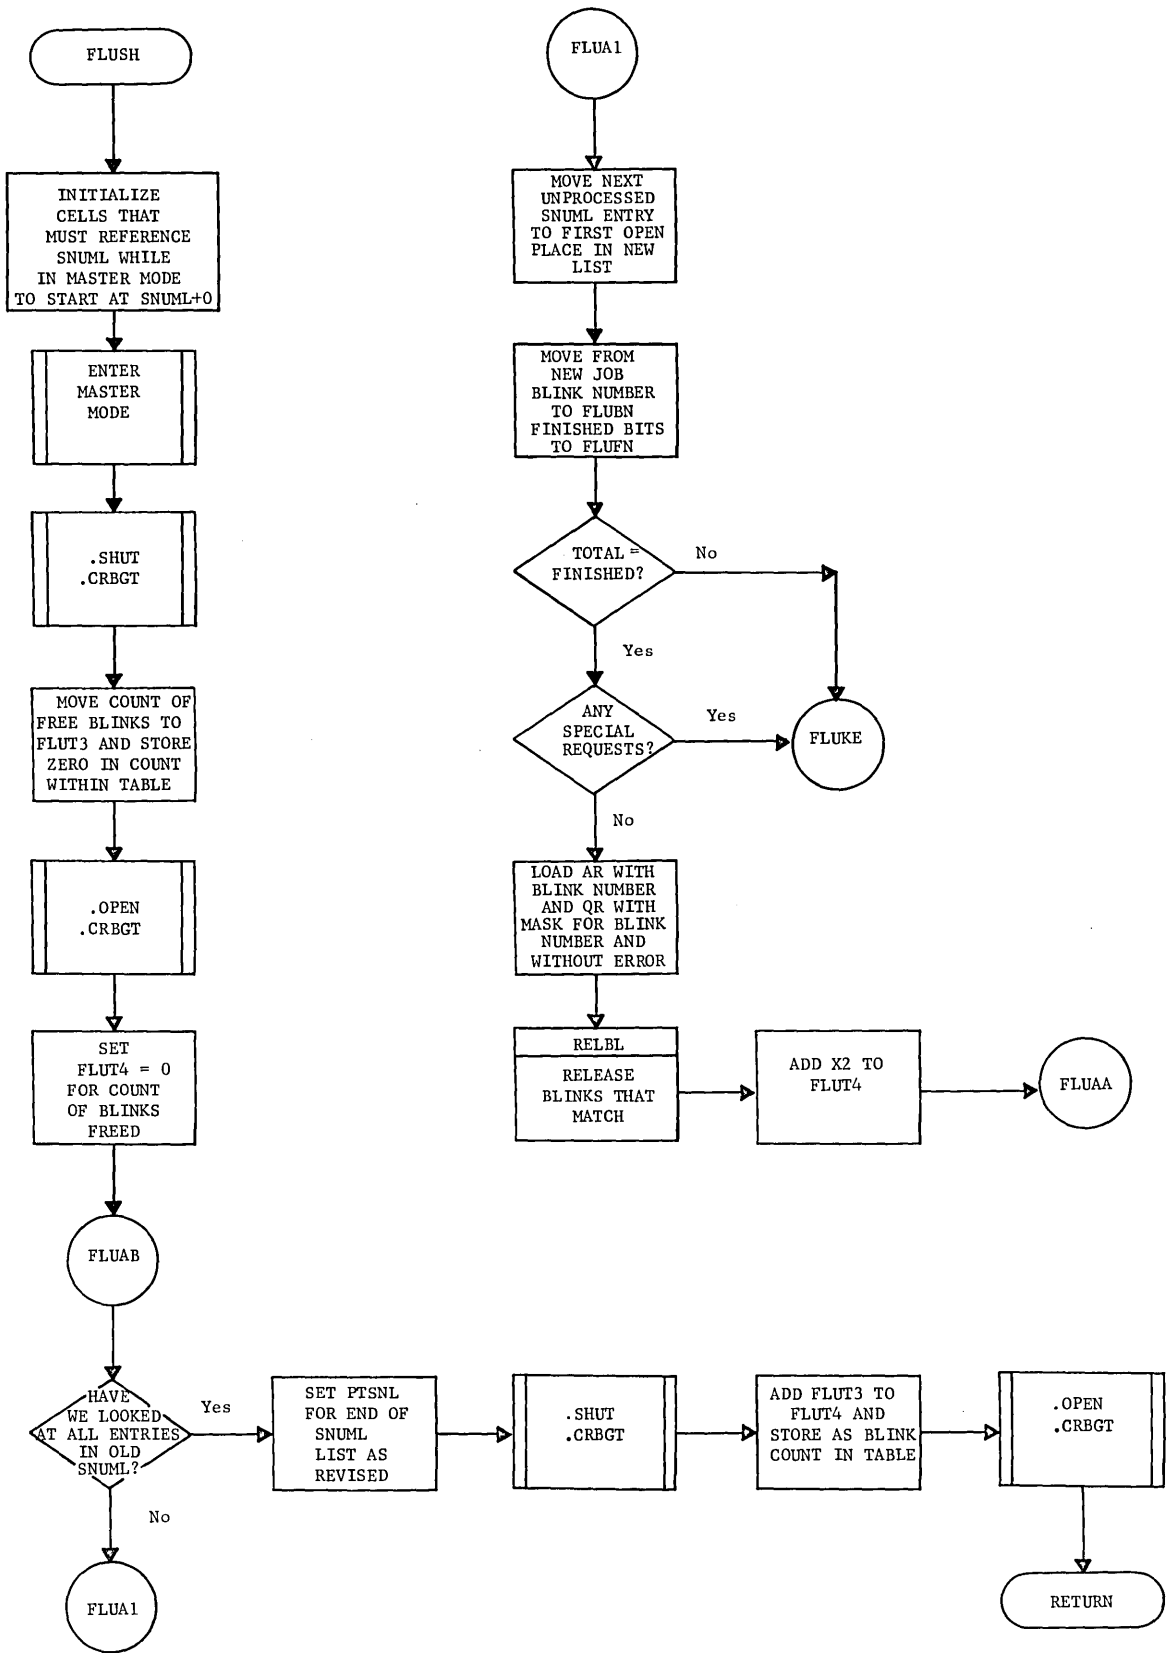 FLUSH
INITIALIZE
CELLS THAT
MUST REFERENCE
SNUML WHILE
IN MASTER MODE
TO START AT SNUML+0
ENTER
MASTER
MODE
.SHUT
.CRBGT
MOVE COUNT OF
FREE BLINKS TO
FLUT3 AND STORE
ZERO IN COUNT
WITHIN TABLE
.OPEN
.CRBGT
SET
FLUT4 = 0
FOR COUNT
OF BLINKS
FREED
FLUAB
HAVE
WE LOOKED
AT ALL ENTRIES
IN OLD
SNUML?
Yes
No
FLUA1
SET PTSNL
FOR END OF
SNUML
LIST AS
REVISED
.SHUT
.CRBGT
ADD FLUT3 TO
FLUT4 AND
STORE AS BLINK
COUNT IN TABLE
.OPEN
.CRBGT
RETURN
FLUA1
MOVE NEXT
UNPROCESSED
SNUML ENTRY
TO FIRST OPEN
PLACE IN NEW
LIST
MOVE FROM
NEW JOB
BLINK NUMBER
TO FLUBN
FINISHED BITS
TO FLUFN
TOTAL =
FINISHED?
No
Yes
ANY
SPECIAL
REQUESTS?
Yes
FLUKE
No
LOAD AR WITH
BLINK NUMBER
AND QR WITH
MASK FOR BLINK
NUMBER AND
WITHOUT ERROR
RELBL
RELEASE
BLINKS THAT
MATCH
ADD X2 TO
FLUT4
FLUAA